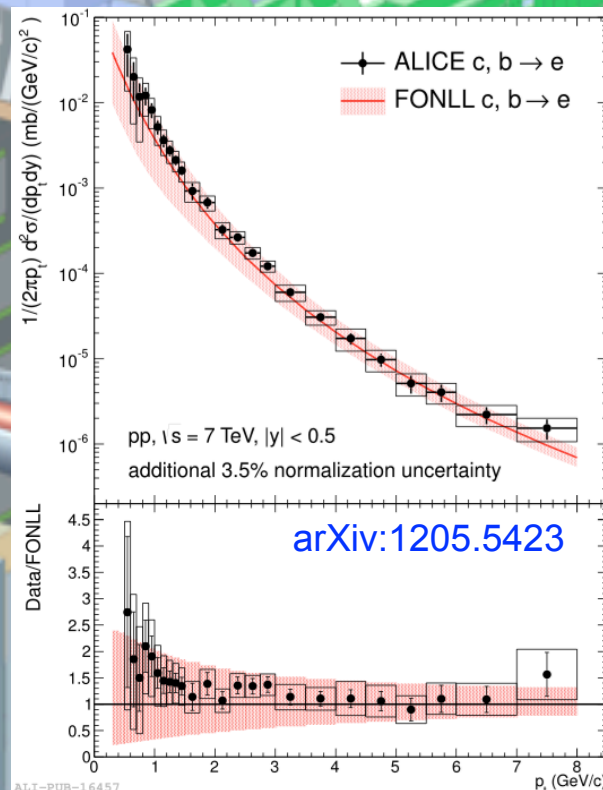 10⁻¹
10⁻²
10⁻³
10⁻⁴
10⁻⁵
10⁻⁶
1/(2πpₜ) d²σ/(dpₜdy) (mb/(GeV/c)²)
ALICE c, b → e
FONLL c, b → e
pp, √s = 7 TeV, |y| < 0.5
additional 3.5% normalization uncertainty
Data/FONLL
4.5
4
3.5
3
2.5
2
1.5
1
0.5
0
arXiv:1205.5423
0 1 2 3 4 5 6 7 8
pₜ (GeV/c)
ALI-PUB-16457